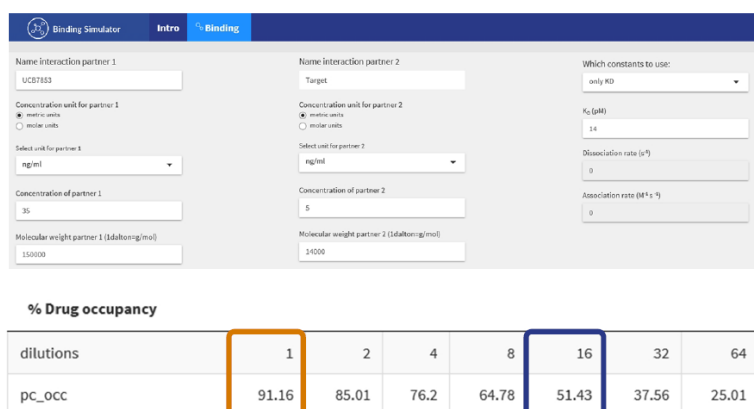 Binding Simulator Intro Binding
Name interaction partner 1 Name interaction partner 2 Which constants to use:
UCB7853 Target only KD
Concentration unit for partner 1 Concentration unit for partner 2
metric units metric units K_D (pM)
molar units molar units 14
Select unit for partner 1 Select unit for partner 2 Dissociation rate (s⁻¹)
ng/ml ng/ml 0
Concentration of partner 1 Concentration of partner 2 Association rate (M⁻¹ s⁻¹)
35 5 0
Molecular weight partner 1 (1dalton=g/mol) Molecular weight partner 2 (1dalton=g/mol)
150000 14000
% Drug occupancy
dilutions 1 2 4 8 16 32 64
pc_occ 91.16 85.01 76.2 64.78 51.43 37.56 25.01